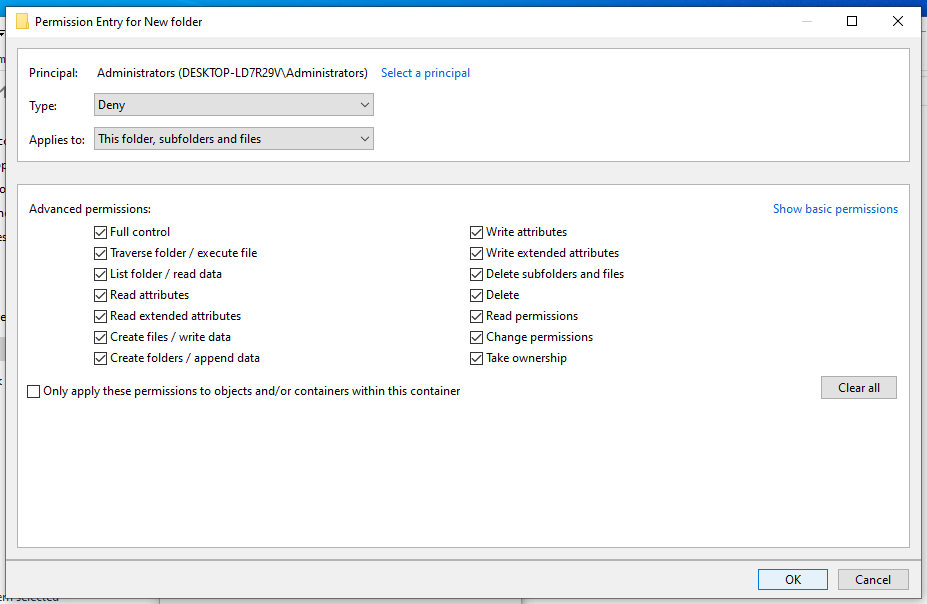 Permission Entry for New folder
Principal: Administrators (DESKTOP-LD7R29V\Administrators) Select a principal
Type: Deny
Applies to: This folder, subfolders and files
Advanced permissions: Show basic permissions
Full control Write attributes
Traverse folder / execute file Write extended attributes
List folder / read data Delete subfolders and files
Read attributes Delete
Read extended attributes Read permissions
Create files / write data Change permissions
Create folders / append data Take ownership
Only apply these permissions to objects and/or containers within this container
Clear all
OK Cancel
selected